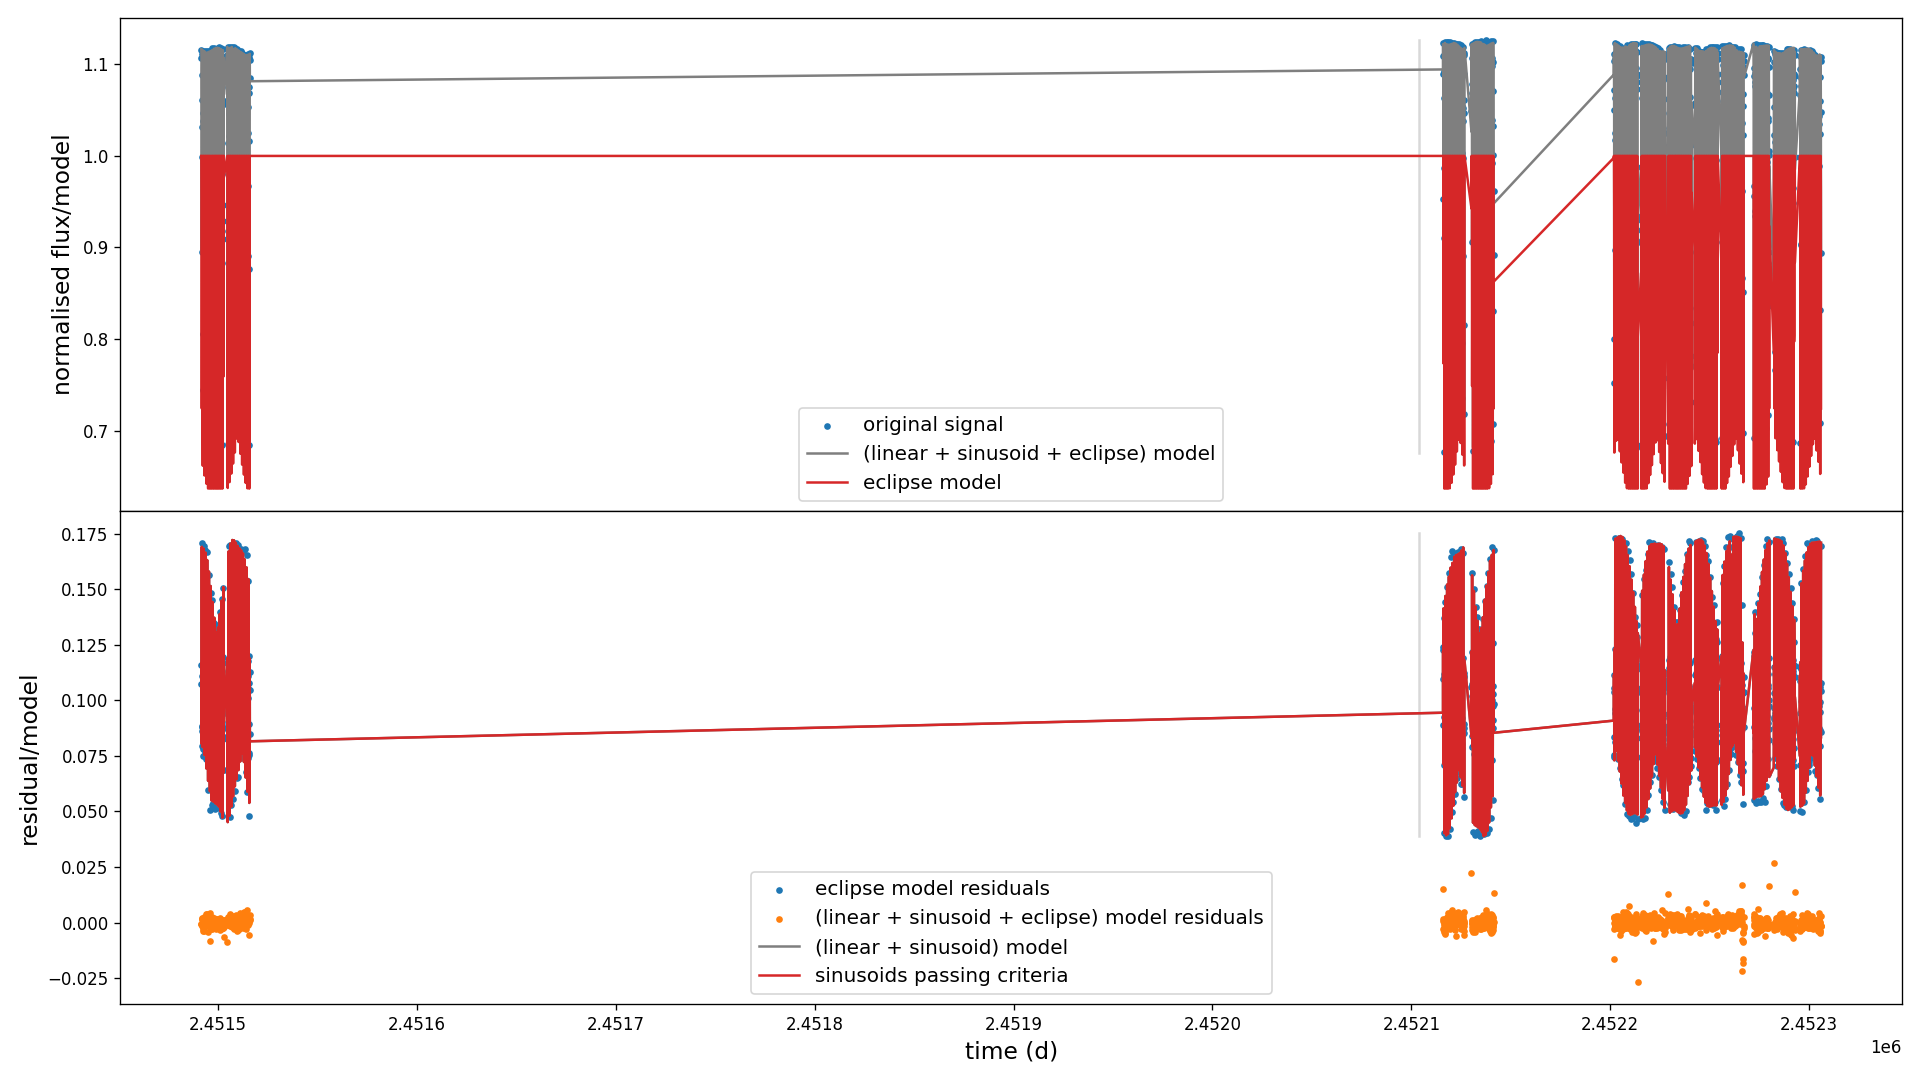 normalised flux/model
1.1
1.0
0.9
0.8
0.7
original signal
(linear + sinusoid + eclipse) model
eclipse model
residual/model
0.175
0.150
0.125
0.100
0.075
0.050
0.025
0.000
−0.025
eclipse model residuals
(linear + sinusoid + eclipse) model residuals
(linear + sinusoid) model
sinusoids passing criteria
2.4515 2.4516 2.4517 2.4518 2.4519 2.4520 2.4521 2.4522 2.4523
1e6
time (d)